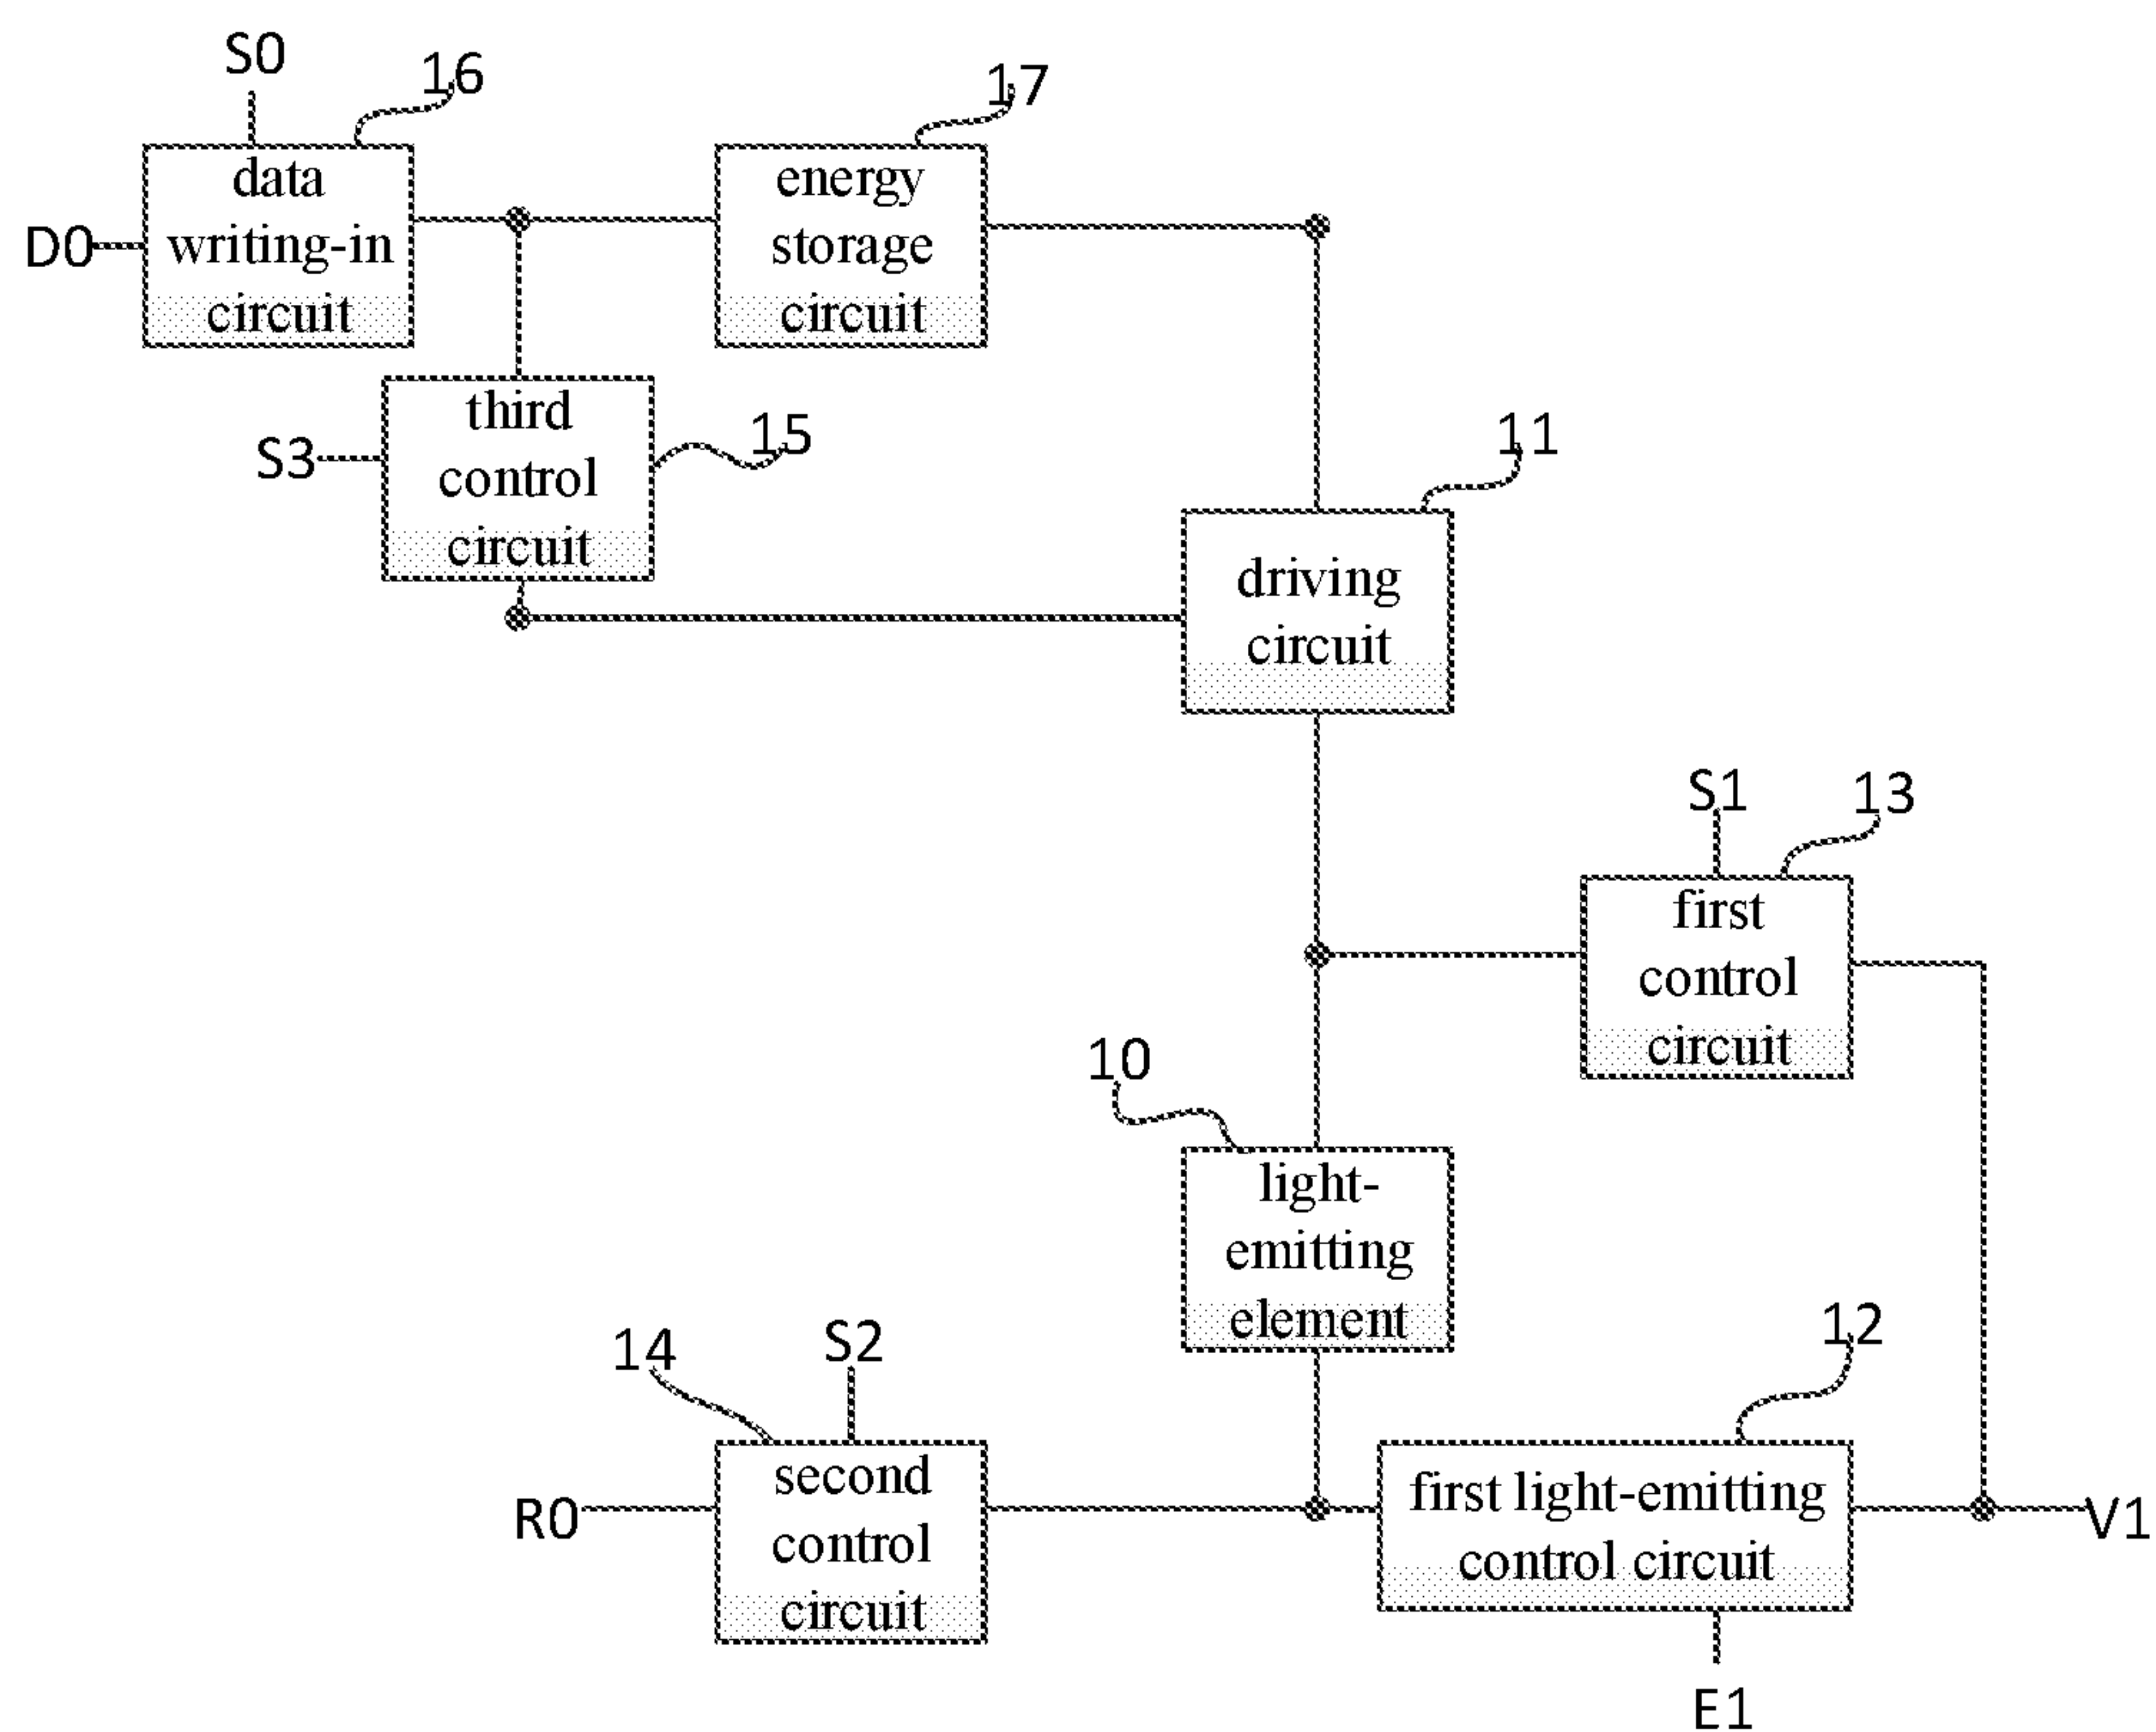 S0
16
17
data
writing-in
circuit
D0
energy
storage
circuit
third
control
circuit
S3
15
11
driving
circuit
S1
13
first
control
circuit
10
light-
emitting
element
14
S2
12
second
control
circuit
R0
first light-emitting
control circuit
V1
E1